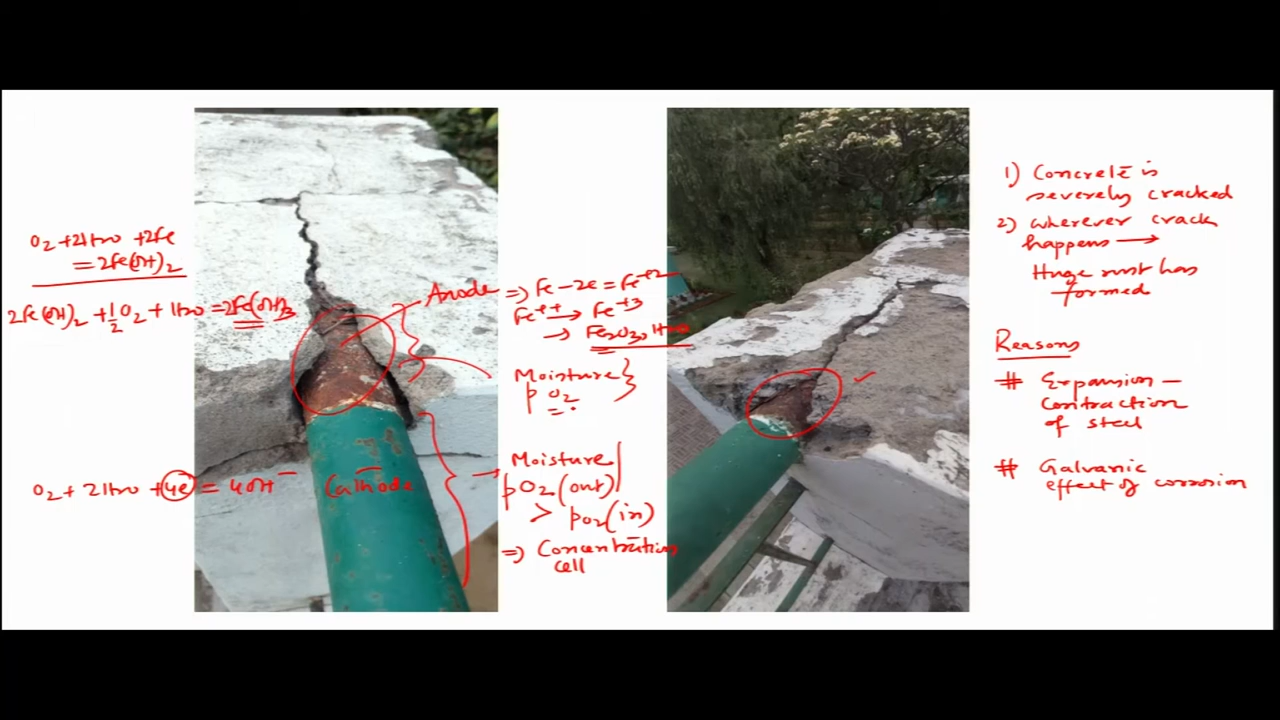 O2 + 2H2O + 2Fe
= 2Fe(OH)2
2Fe(OH)2 + 1/2 O2 + H2O = 2Fe(OH)3
O2 + 2H2O + 4e = 4OH⁻
Cathode
Anode => Fe - 2e = Fe+2
Fe++ → Fe+3
→ Fe2O3, H2O
Moisture
pO2
Moisture
pO2(out)
> pO2(in)
=> Concentration
cell
1) Concrete is
severely cracked
2) wherever crack
happens →
Huge rust has
formed
Reasons
# Expansion –
contraction
of steel
# Galvanic
effect of corrosion